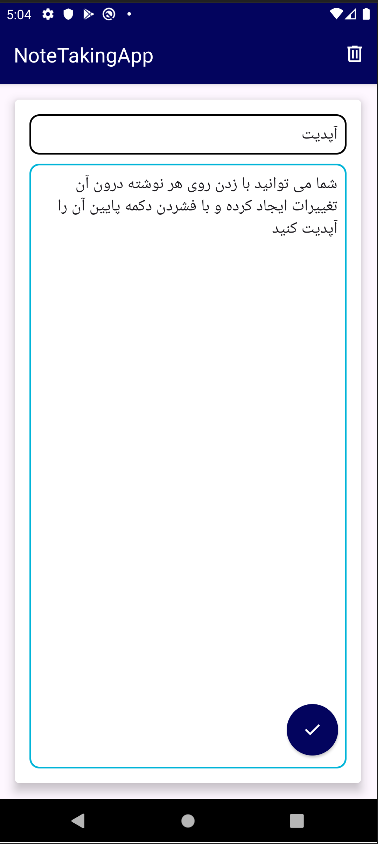 5:04
NoteTakingApp
آپدیت
شما می توانید با زدن روی هر نوشته درون آن
تغییرات ایجاد کرده و با فشردن دکمه پایین آن را
آپدیت کنید